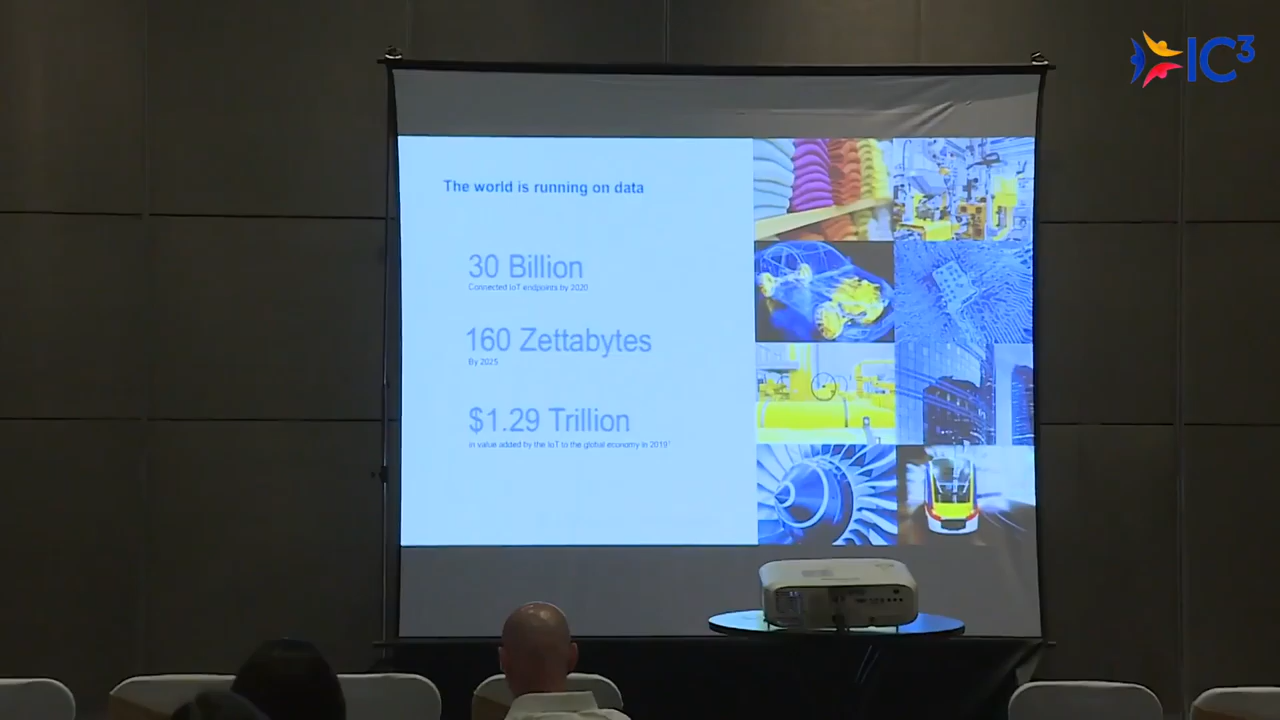 IC3
The world is running on data
30 Billion
Connected IoT endpoints by 2020
160 Zettabytes
By 2025
$1.29 Trillion
in value added by the IoT to the global economy in 2019¹